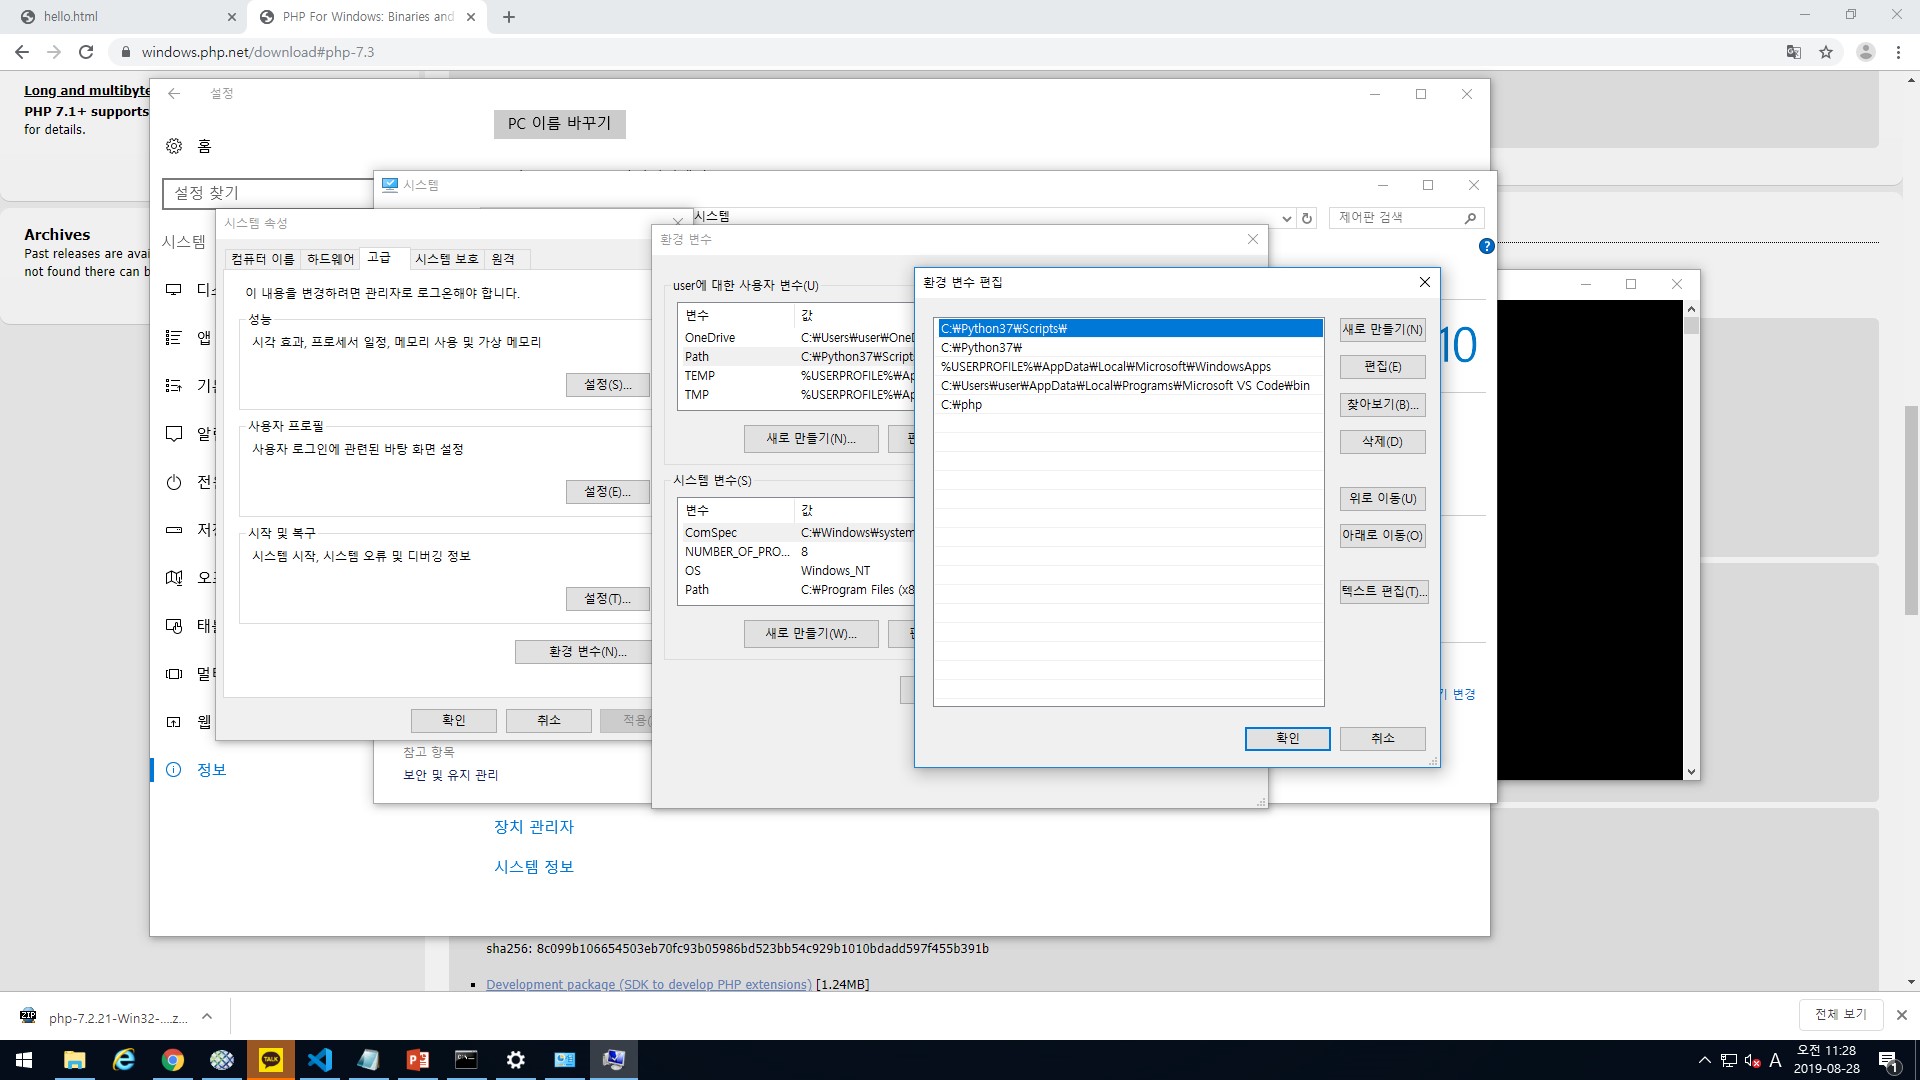 hello.html
PHP For Windows: Binaries and
windows.php.net/download#php-7.3
Long and multibyte
PHP 7.1+ supports
for details.
Archives
Past releases are avai
not found there can b
설정
PC 이름 바꾸기
홈
설정 찾기
시스템
앱
정보
장치 관리자
시스템 정보
시스템
시스템
제어판 검색
10
기 변경
참고 항목
보안 및 유지 관리
시스템 속성
컴퓨터 이름
하드웨어
고급
시스템 보호
원격
이 내용을 변경하려면 관리자로 로그온해야 합니다.
성능
시각 효과, 프로세서 일정, 메모리 사용 및 가상 메모리
설정(S)...
사용자 프로필
사용자 로그인에 관련된 바탕 화면 설정
설정(E)...
시작 및 복구
시스템 시작, 시스템 오류 및 디버깅 정보
설정(T)...
환경 변수(N)...
확인
취소
적용(
환경 변수
user에 대한 사용자 변수(U)
변수 값
OneDrive C:₩Users₩user₩OneD
Path C:₩Python37₩Scripts
TEMP %USERPROFILE%₩Ap
TMP %USERPROFILE%₩Ap
새로 만들기(N)...
시스템 변수(S)
변수 값
ComSpec C:₩Windows₩system
NUMBER_OF_PRO... 8
OS Windows_NT
Path C:₩Program Files (x8
새로 만들기(W)...
환경 변수 편집
C:₩Python37₩Scripts₩
C:₩Python37₩
%USERPROFILE%₩AppData₩Local₩Microsoft₩WindowsApps
C:₩Users₩user₩AppData₩Local₩Programs₩Microsoft VS Code₩bin
C:₩php
새로 만들기(N)
편집(E)
찾아보기(B)...
삭제(D)
위로 이동(U)
아래로 이동(O)
텍스트 편집(T)...
확인
취소
sha256: 8c099b106654503eb70fc93b05986bd523bb54c929b1010bdadd597f455b391b
Development package (SDK to develop PHP extensions) [1.24MB]
php-7.2.21-Win32-....z...
전체 보기
TALK
A
오전 11:28
2019-08-28
1